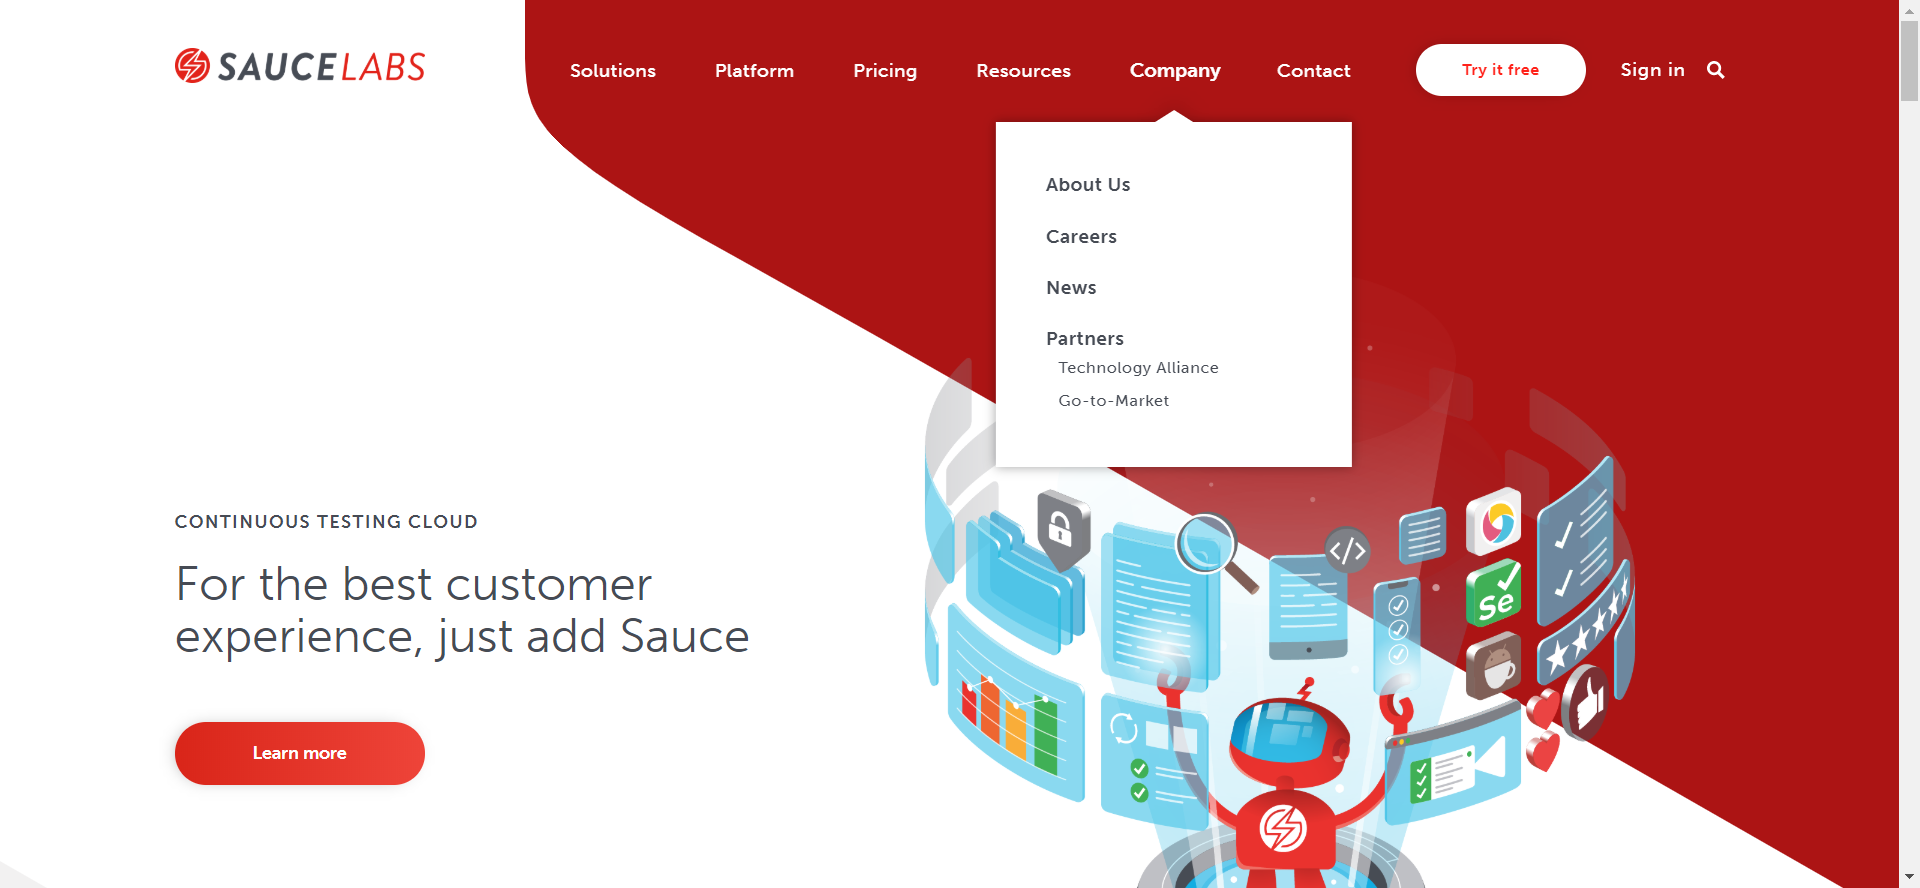 SAUCELABS
Solutions
Platform
Pricing
Resources
Company
Contact
Try it free
Sign in
About Us
Careers
News
Partners
Technology Alliance
Go-to-Market
CONTINUOUS TESTING CLOUD
For the best customer
experience, just add Sauce
Learn more
</>
Se